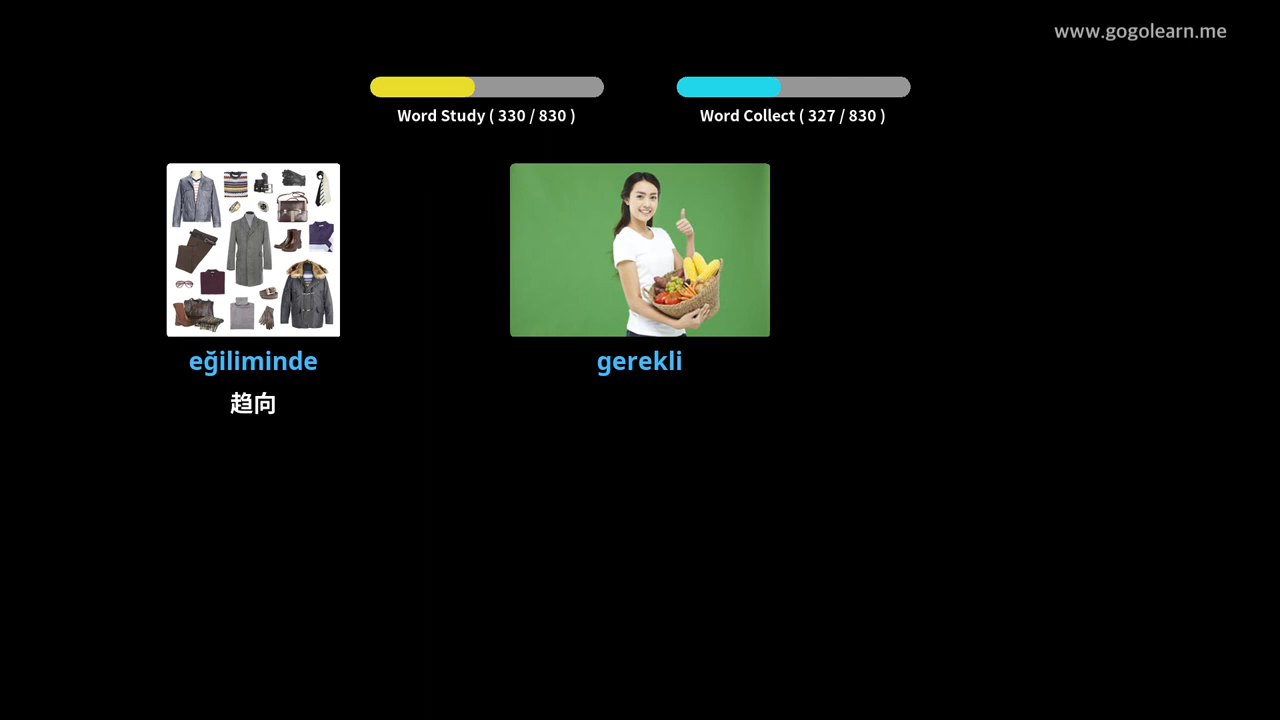 www.gogolearn.me
Word Study ( 330 / 830 )
Word Collect ( 327 / 830 )
eğiliminde
趋向
gerekli